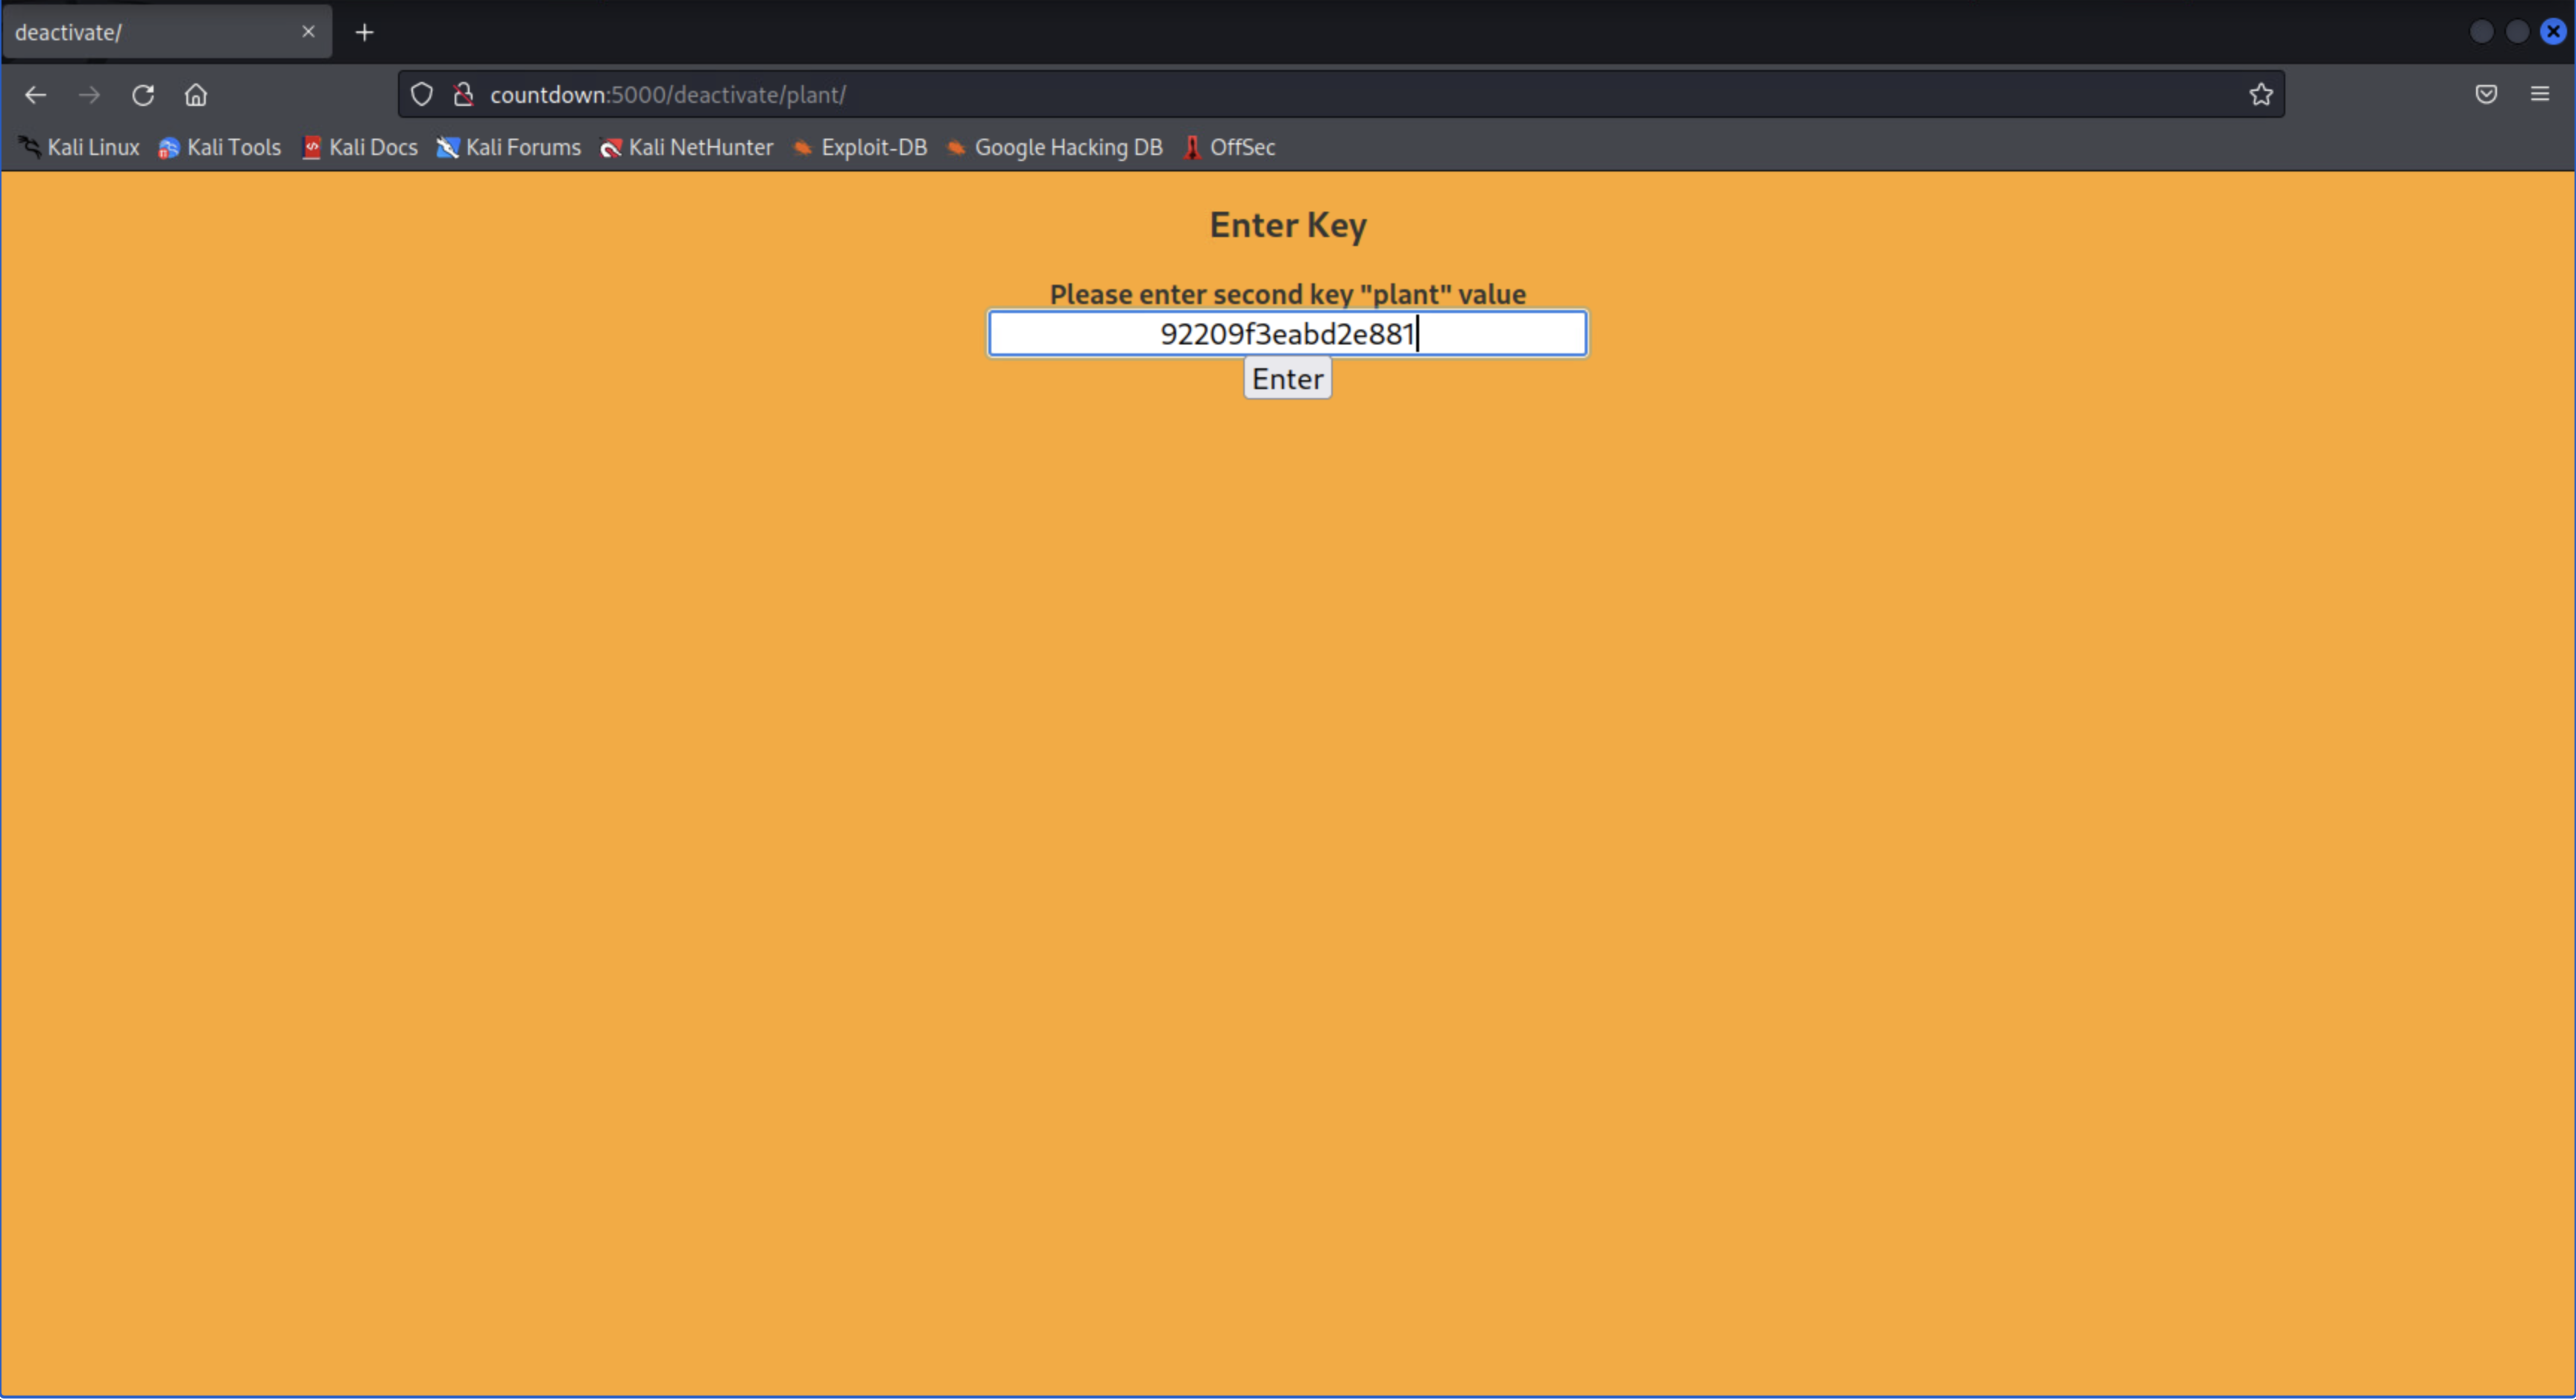 deactivate/
countdown:5000/deactivate/plant/
Kali Linux Kali Tools Kali Docs Kali Forums Kali NetHunter Exploit-DB Google Hacking DB OffSec
Enter Key
Please enter second key "plant" value
92209f3eabd2e881
Enter